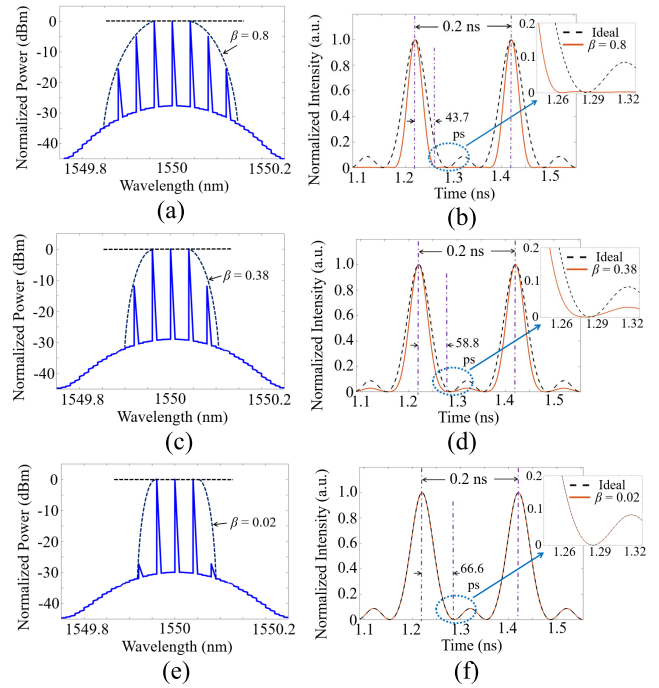 Normalized Power (dBm)
0
-10
-20
-30
-40
β = 0.8
1549.8
1550
1550.2
Wavelength (nm)
(a)
Normalized Intensity (a.u.)
1.0
0.8
0.6
0.4
0.2
0
0.2 ns
43.7
ps
1.1
1.2
1.3
1.4
1.5
Time (ns)
0.2
0.1
0
1.26
1.29
1.32
Ideal
β = 0.8
(b)
Normalized Power (dBm)
0
-10
-20
-30
-40
β = 0.38
1549.8
1550
1550.2
Wavelength (nm)
(c)
Normalized Intensity (a.u.)
1.0
0.8
0.6
0.4
0.2
0
0.2 ns
58.8
ps
1.1
1.2
1.3
1.4
1.5
Time (ns)
0.2
0.1
0
1.26
1.29
1.32
Ideal
β = 0.38
(d)
Normalized Power (dBm)
0
-10
-20
-30
-40
β = 0.02
1549.8
1550
1550.2
Wavelength (nm)
(e)
Normalized Intensity (a.u.)
1.0
0.8
0.6
0.4
0.2
0
0.2 ns
66.6
ps
1.1
1.2
1.3
1.4
1.5
Time (ns)
0.2
0.1
0
1.26
1.29
1.32
Ideal
β = 0.02
(f)